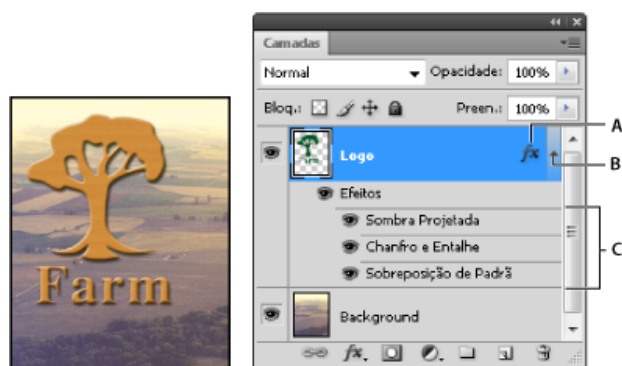 Camadas
Normal Opacidade: 100%
Bloq.: Preen.: 100%
A
Logo fx
B
Efeitos
Sombra Projetada
Chanfro e Entalhe
Sobreposição de Padrã
C
Background
fx.
Farm